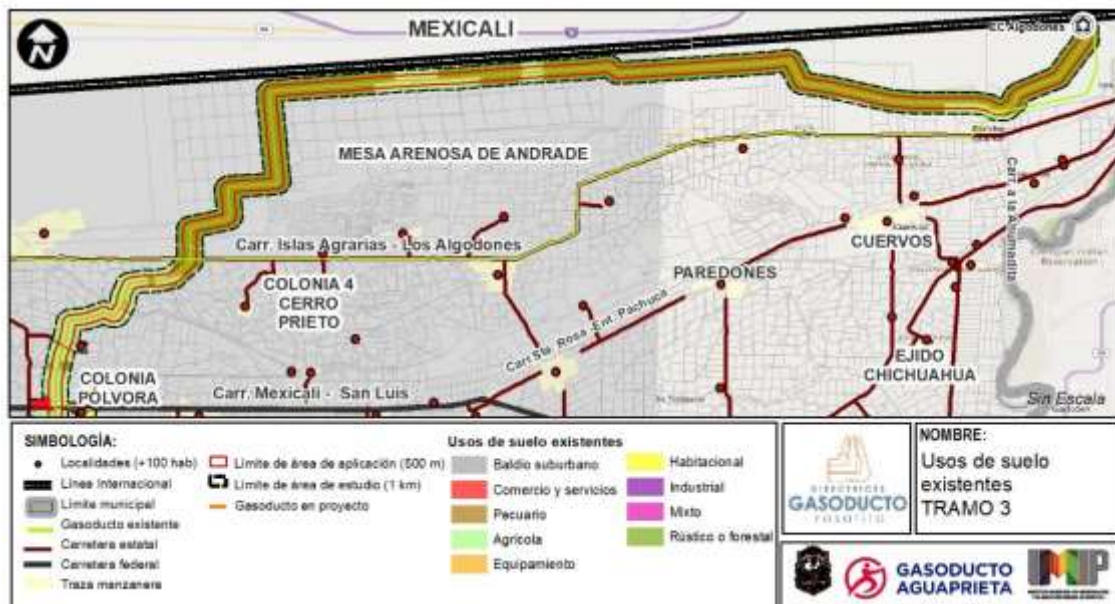 MEXICALI
EC Algodones
N
MESA ARENOSA DE ANDRADE
Carr. a la Ahumadita
Carr. Islas Agrarias - Los Algodones
CUERVOS
COLONIA 4
CERRO
PRIETO
PAREDONES
Carr. Sta. Rosa -Ent. Pachuca
COLONIA
PÓLVORA
Carr. Mexicali - San Luis
EJIDO
CHICHUAHUA
Sin Escala
SIMBOLOGÍA:
Localidades (+100 hab)
Línea Internacional
Límite municipal
Gasoducto existente
Carretera estatal
Carretera federal
Traza manzanera
Límite de área de aplicación (500 m)
Límite de área de estudio (1 km)
Gasoducto en proyecto
Usos de suelo existentes
Baldío suburbano
Comercio y servicios
Pecuario
Agrícola
Equipamiento
Habitacional
Industrial
Mixto
Rústico o forestal
DIRECTRICES
GASODUCTO
ROSARITO
NOMBRE:
Usos de suelo
existentes
TRAMO 3
GASODUCTO
AGUAPRIETA
IMIP